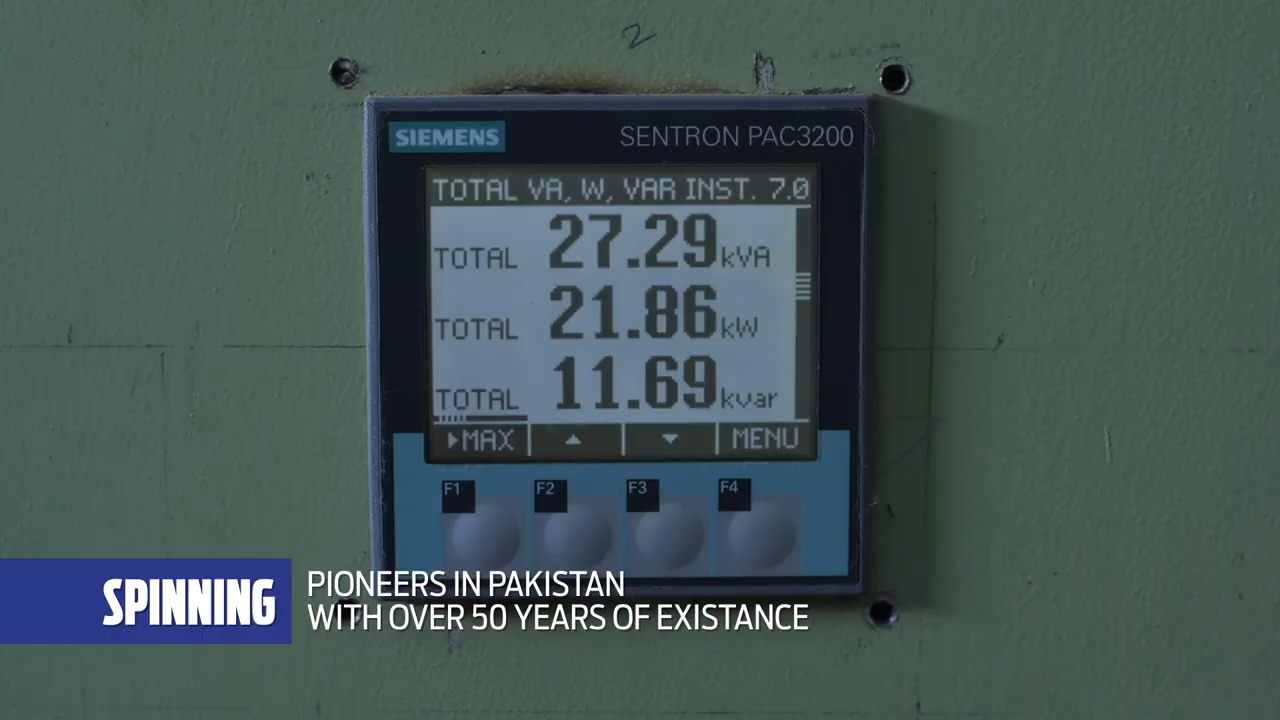 2
SIEMENS
SENTRON PAC3200
TOTAL VA, W, VAR INST. 7.0
TOTAL 27.29 kVA
TOTAL 21.86 kW
TOTAL 11.69 kvar
▸MAX ▲ ▼ MENU
F1 F2 F3 F4
SPINNING
PIONEERS IN PAKISTAN
WITH OVER 50 YEARS OF EXISTANCE